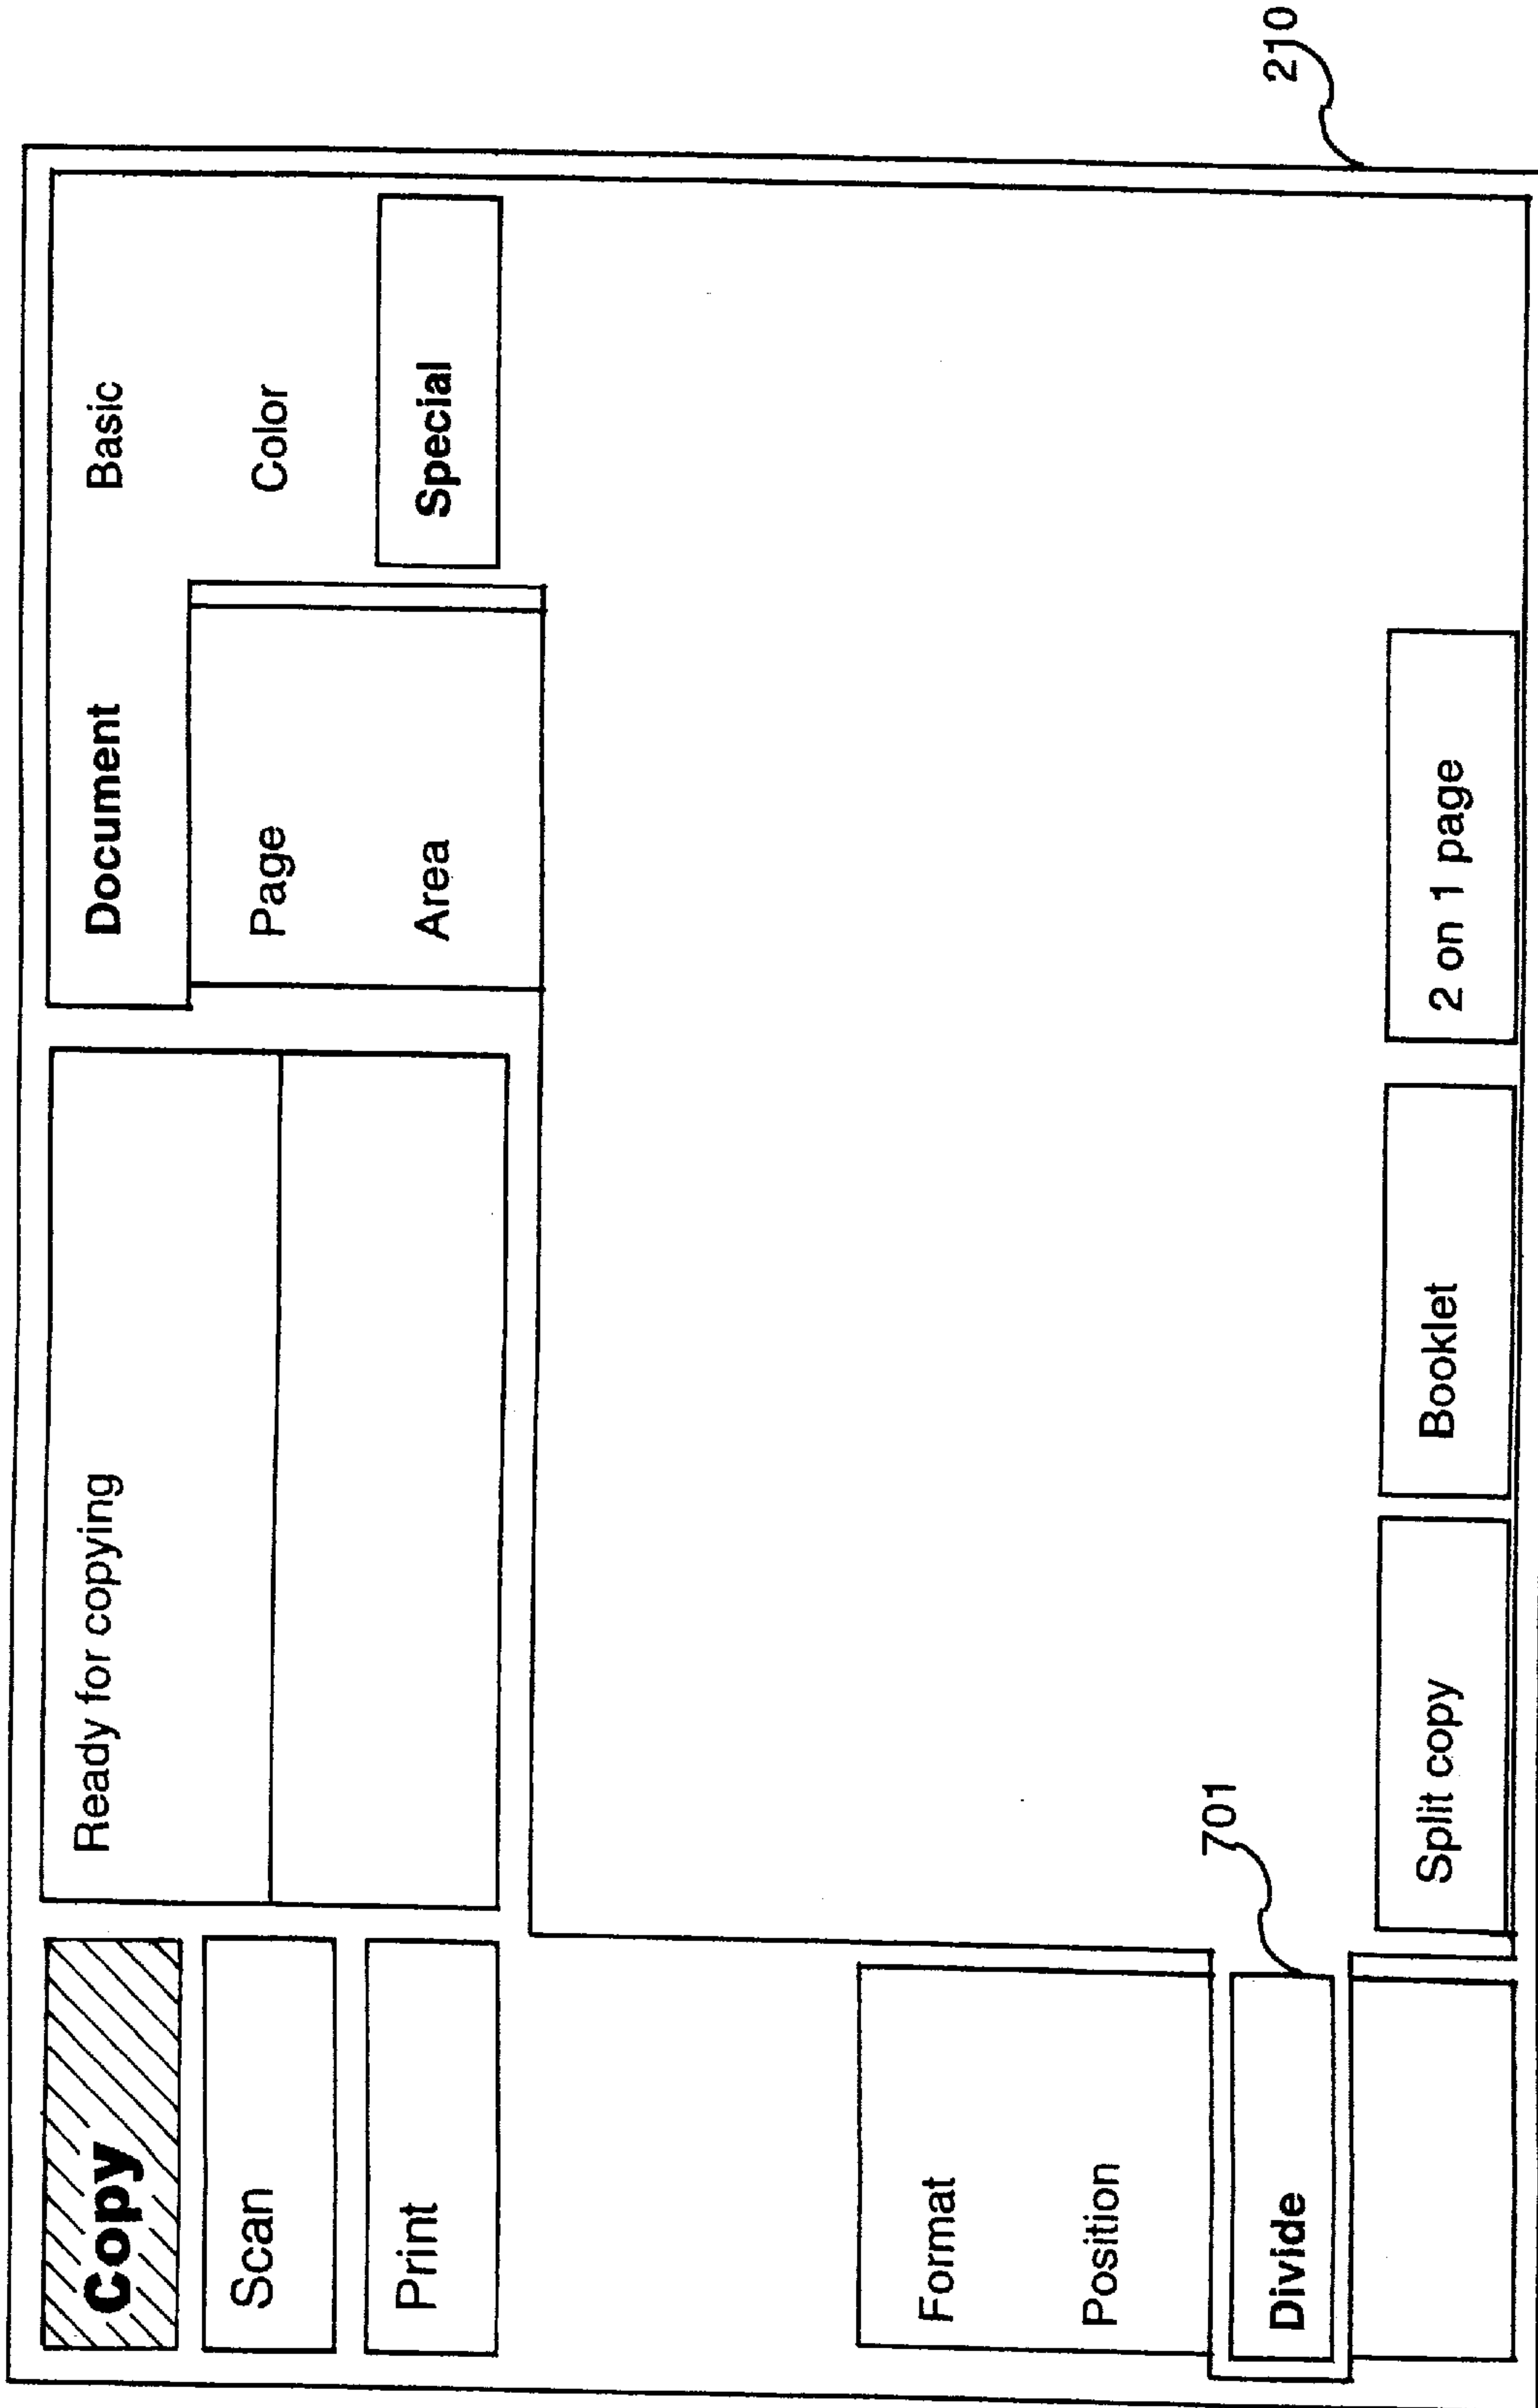 Copy
Scan
Print
Ready for copying
Document
Page
Area
Basic
Color
Special
Format
Position
Divide
701
Split copy
Booklet
2 on 1 page
210